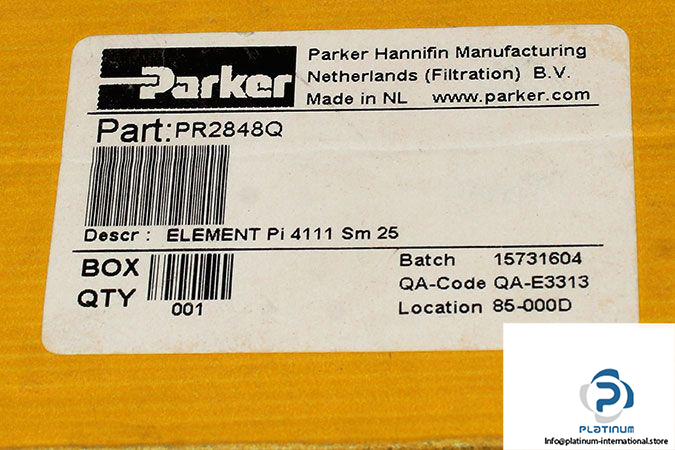 Parker
Parker Hannifin Manufacturing
Netherlands (Filtration) B.V.
Made in NL www.parker.com
Part: PR2848Q
Descr : ELEMENT Pi 4111 Sm 25
BOX
QTY
001
Batch 15731604
QA-Code QA-E3313
Location 85-000D
PLATINUM
Info@platinum-international.store